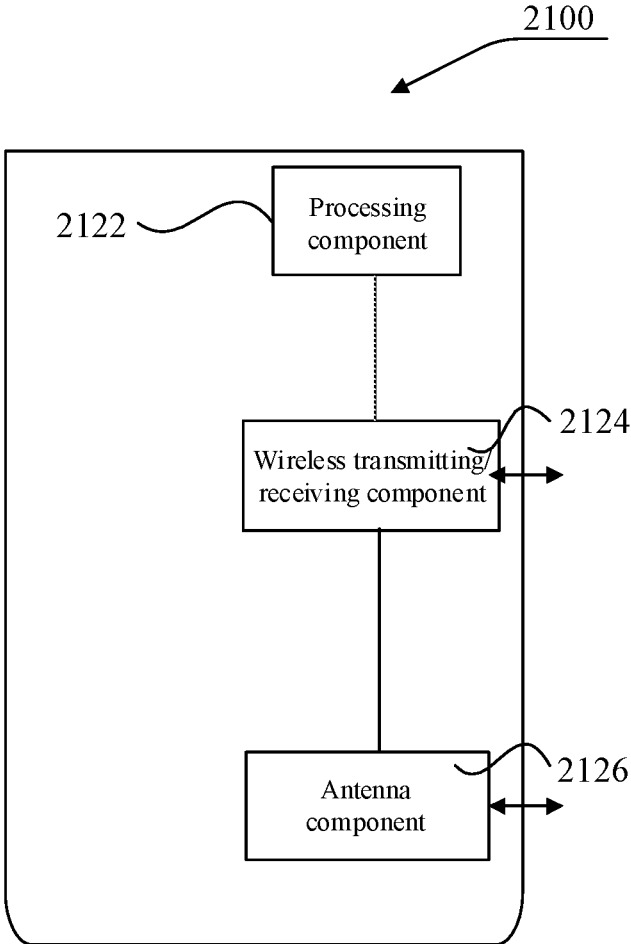 2100
Processing
component
2122
2124
Wireless transmitting/
receiving component
2126
Antenna
component